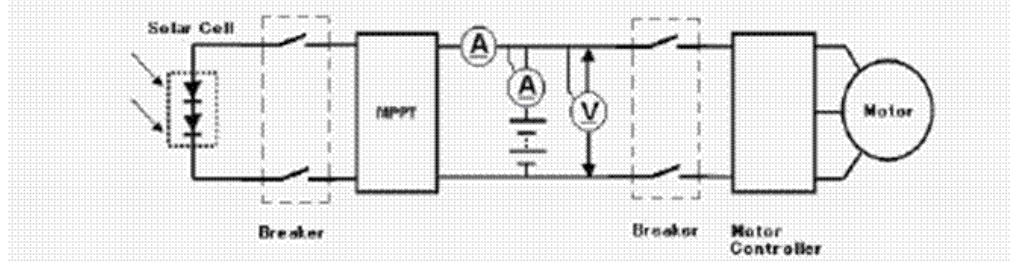 Solar Cell
MPPT
A
A
V
Motor
Breaker
Breaker
Motor
Controller